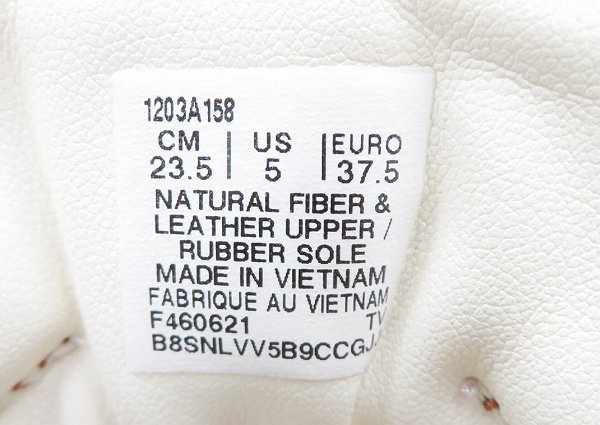 1203A158
CM | US | EURO
23.5 | 5 | 37.5
NATURAL FIBER &
LEATHER UPPER /
RUBBER SOLE
MADE IN VIETNAM
FABRIQUE AU VIETNAM
F460621 TV